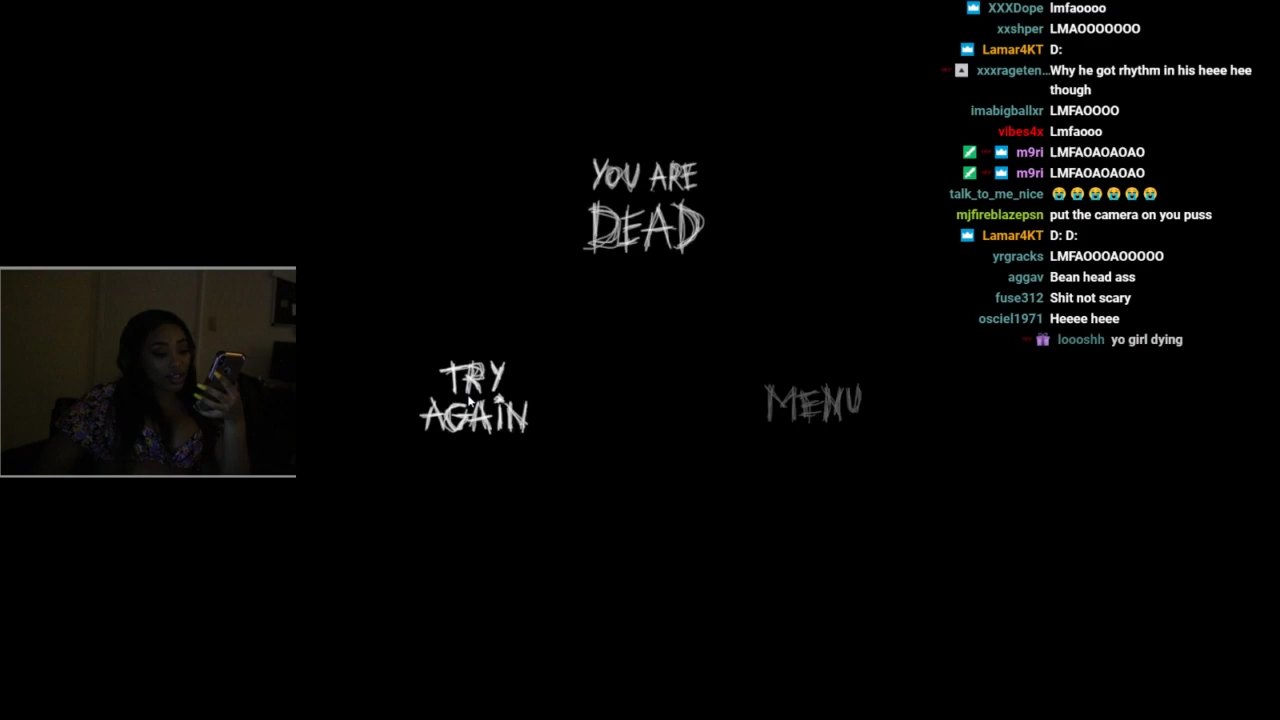 XXXDope lmfaoooo
xxshper LMAOOOOOOO
Lamar4KT D:
xxxrageten… Why he got rhythm in his heee hee
though
imabigballxr LMFAOOOO
vibes4x Lmfaooo
m9ri LMFAOAOAOAO
m9ri LMFAOAOAOAO
talk_to_me_nice 😭😭😭😭😭😭
mjfireblazepsn put the camera on you puss
Lamar4KT D: D:
yrgracks LMFAOOOAOOOOO
aggav Bean head ass
fuse312 Shit not scary
osciel1971 Heeee heee
loooshh yo girl dying
YOU ARE
DEAD
TRY
AGAIN
MENU